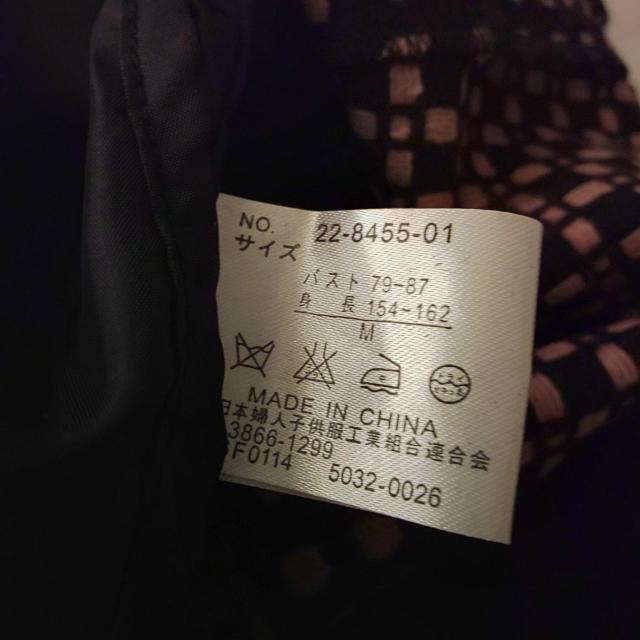 NO. 22-8455-01
サイズ
バスト 79-87
身 長 154~162
M
MADE IN CHINA
日本婦人子供服工業組合連合会
3866-1299
F0114 5032-0026